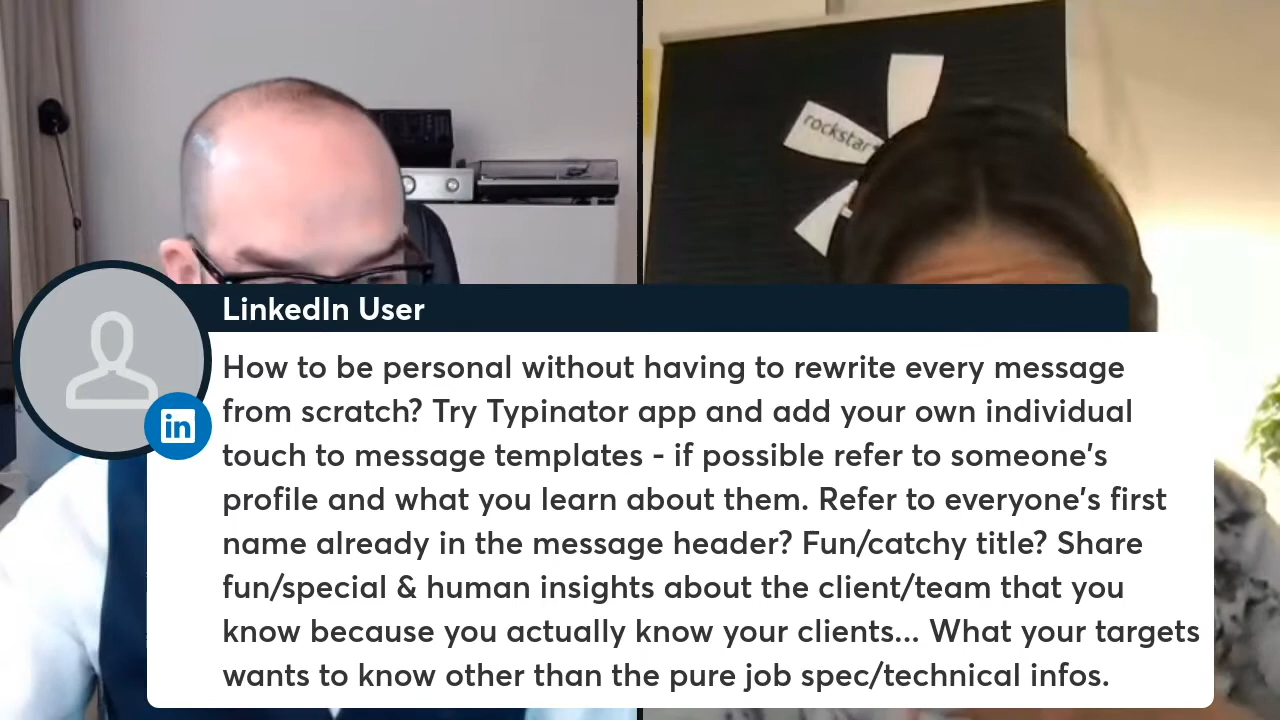 rockstar
LinkedIn User
in
How to be personal without having to rewrite every message
from scratch? Try Typinator app and add your own individual
touch to message templates - if possible refer to someone's
profile and what you learn about them. Refer to everyone's first
name already in the message header? Fun/catchy title? Share
fun/special & human insights about the client/team that you
know because you actually know your clients... What your targets
wants to know other than the pure job spec/technical infos.